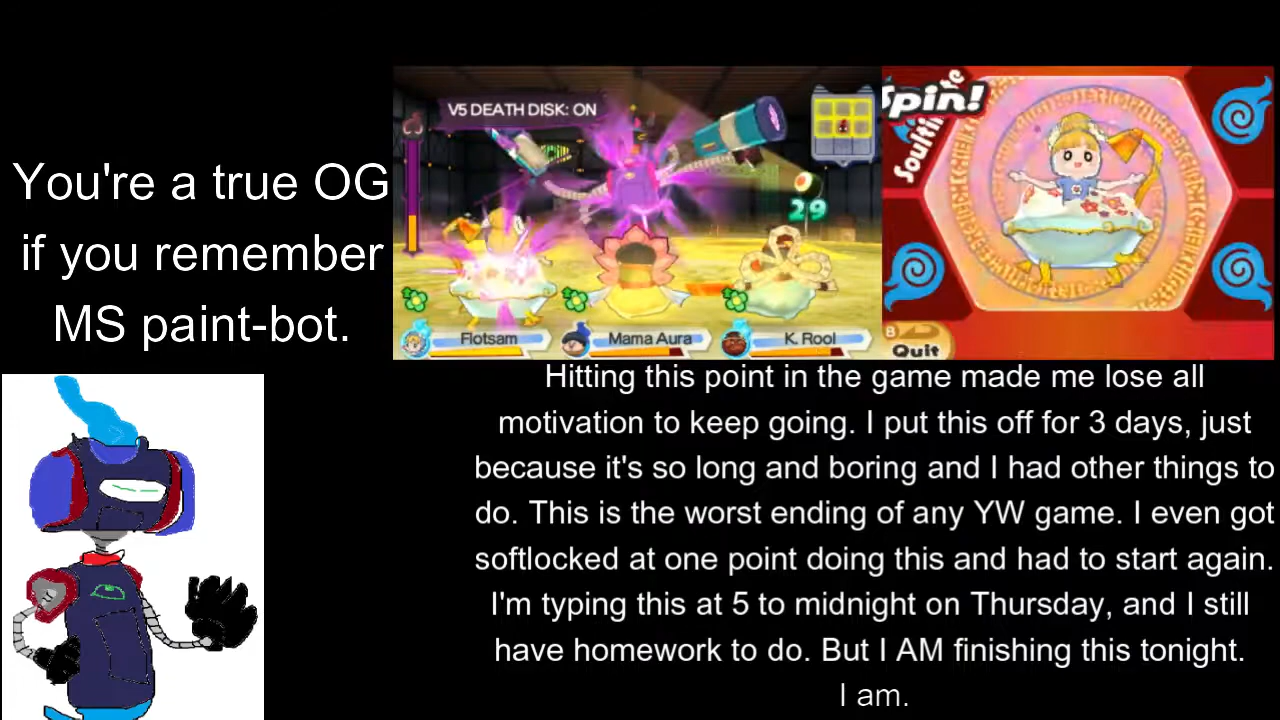 You're a true OG
if you remember
MS paint-bot.
V5 DEATH DISK: ON
29
Flotsam
Mama Aura
K. Rool
Spin!
Soultimate
B
Quit
Hitting this point in the game made me lose all
motivation to keep going. I put this off for 3 days, just
because it's so long and boring and I had other things to
do. This is the worst ending of any YW game. I even got
softlocked at one point doing this and had to start again.
I'm typing this at 5 to midnight on Thursday, and I still
have homework to do. But I AM finishing this tonight.
I am.